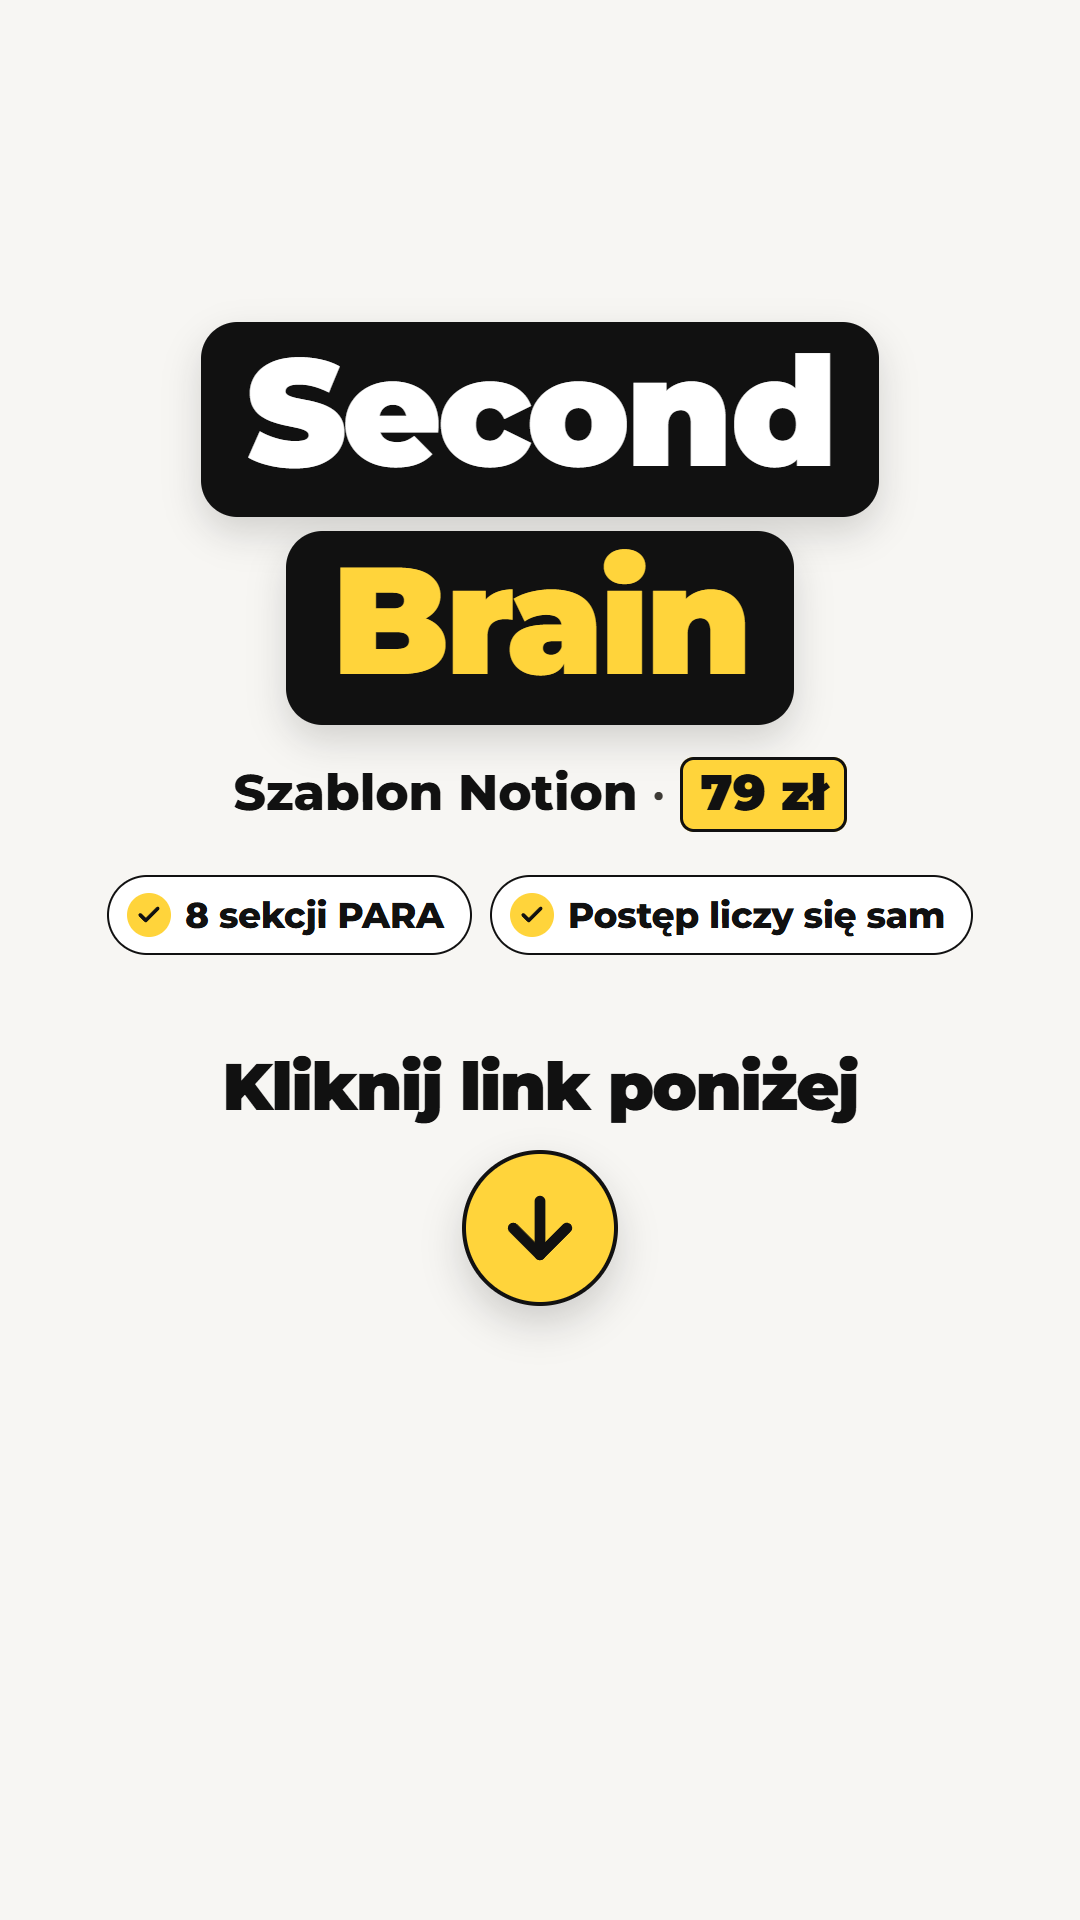 Second
Brain
Szablon Notion · 79 zł
8 sekcji PARA
Postęp liczy się sam
Kliknij link poniżej